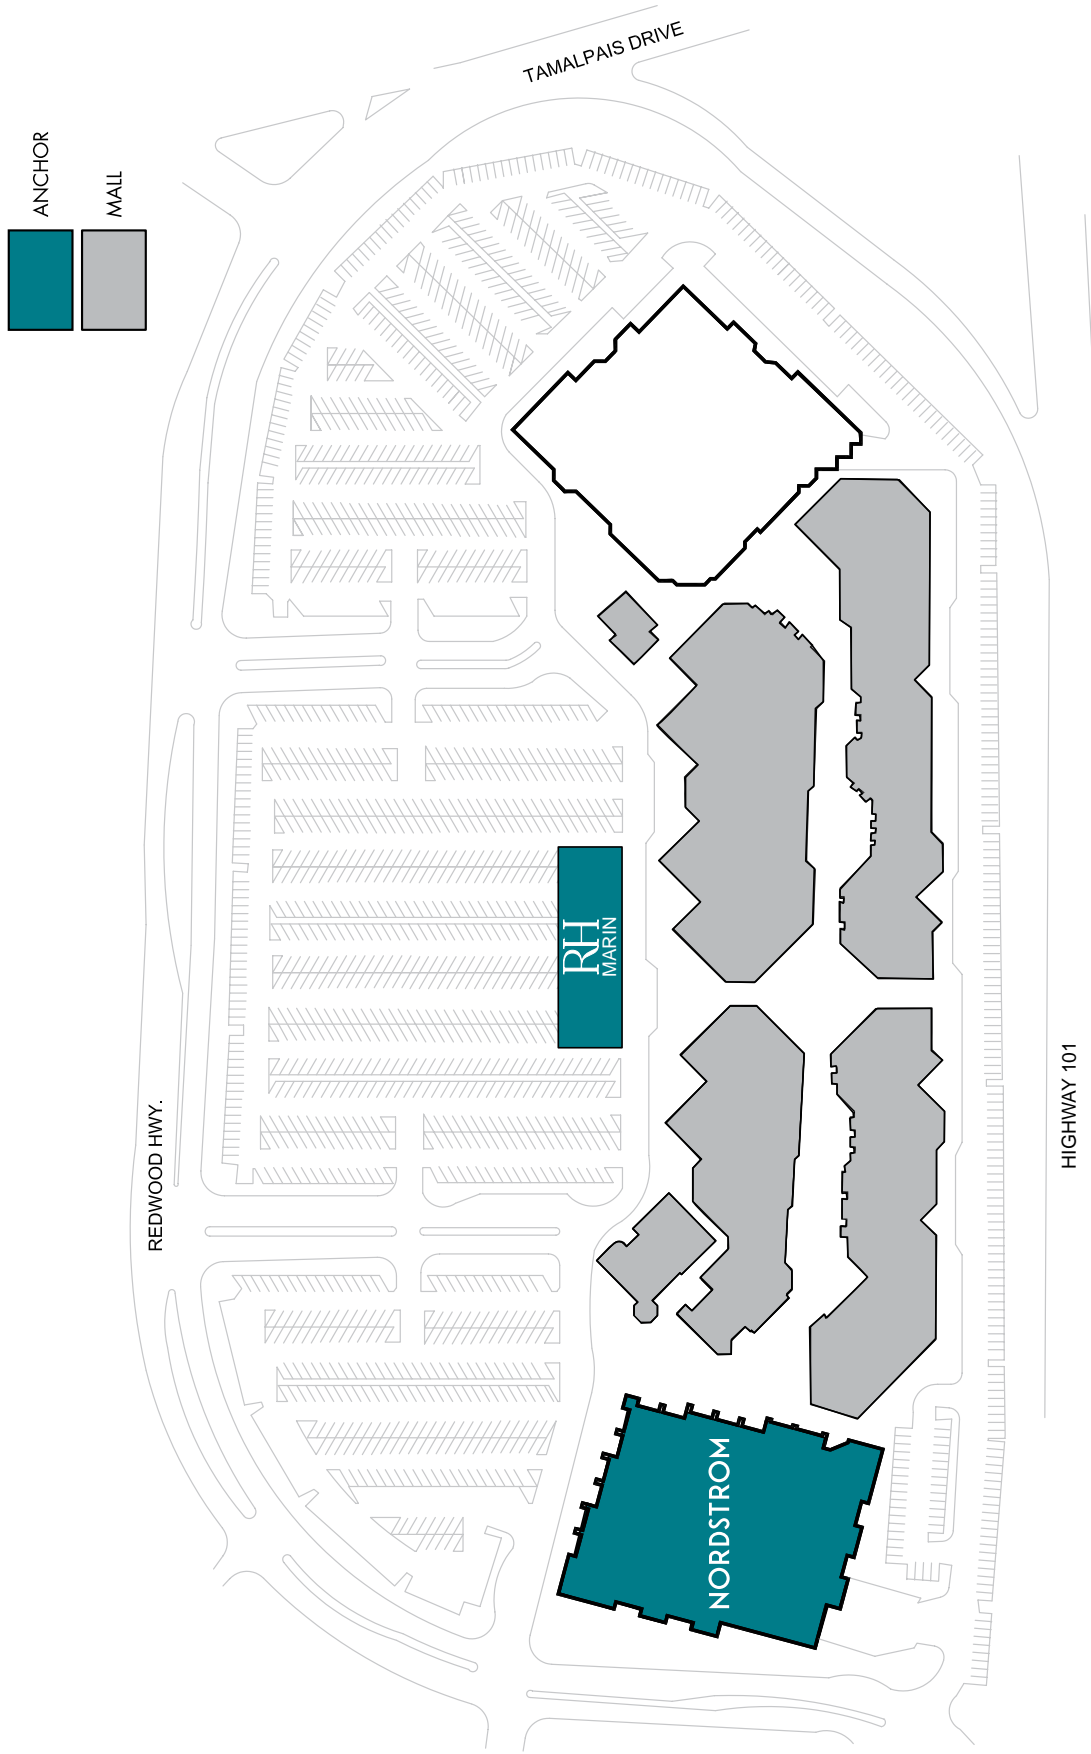 TAMALPAIS DRIVE
ANCHOR
MALL
RH
MARIN
REDWOOD HWY.
HIGHWAY 101
NORDSTROM